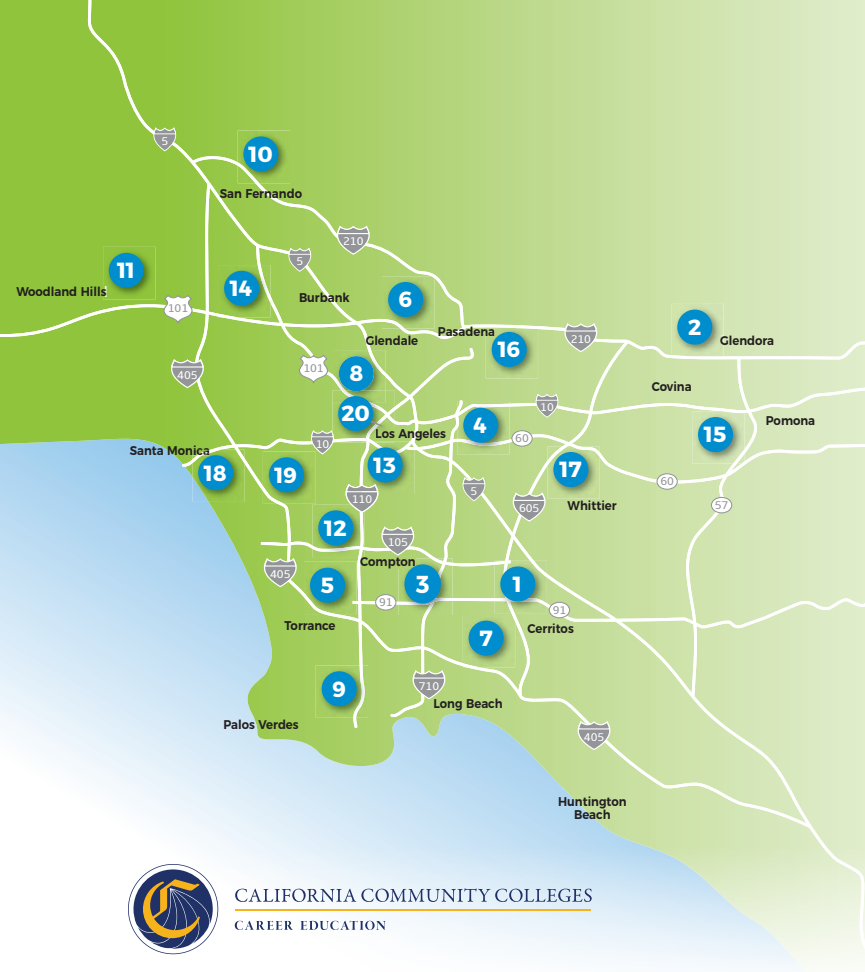 5
10
San Fernando
210
5
11
Woodland Hills
14
101
Burbank
6
Pasadena
Glendale
2
Glendora
210
16
101
8
405
Covina
10
20
4
Pomona
Los Angeles
15
60
10
Santa Monica
13
18
19
17
60
5
110
605
Whittier
57
12
105
Compton
405
5
3
1
91
91
Torrance
7
Cerritos
9
710
Long Beach
Palos Verdes
405
Huntington
Beach
C
CALIFORNIA COMMUNITY COLLEGES
CAREER EDUCATION